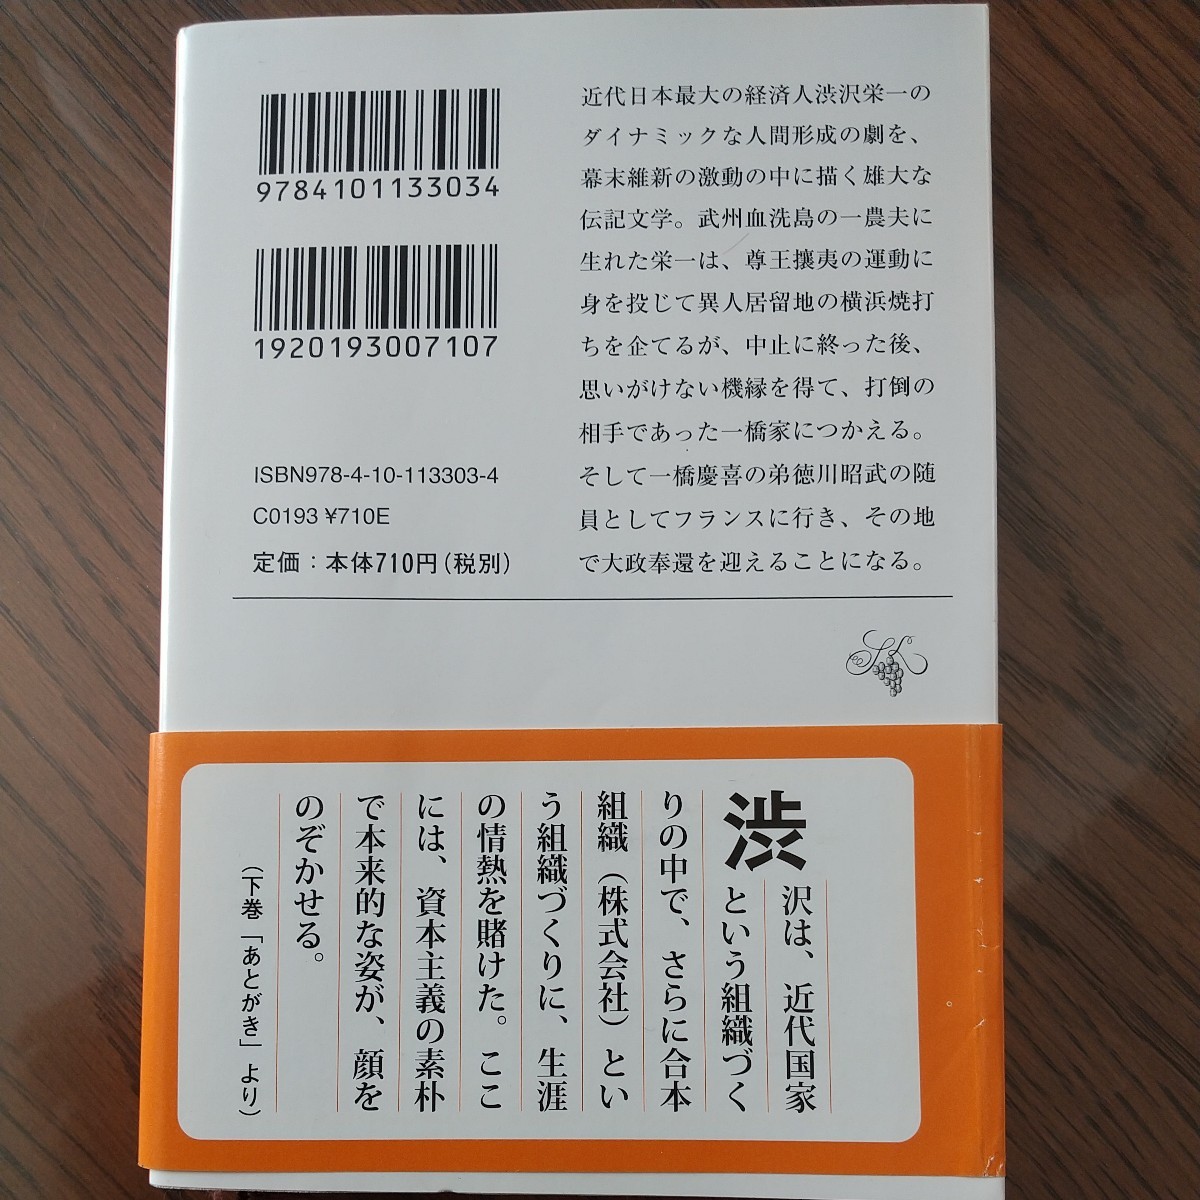 9784101133034
1920193007107
ISBN978-4-10-113303-4
C0193 ¥710E
定価：本体710円（税別）
近代日本最大の経済人渋沢栄一の
ダイナミックな人間形成の劇を、
幕末維新の激動の中に描く雄大な
伝記文学。武州血洗島の一農夫に
生れた栄一は、尊王攘夷の運動に
身を投じて異人居留地の横浜焼打
ちを企てるが、中止に終った後、
思いがけない機縁を得て、打倒の
相手であった一橋家につかえる。
そして一橋慶喜の弟徳川昭武の随
員としてフランスに行き、その地
で大政奉還を迎えることになる。
渋沢は、近代国家
という組織づく
りの中で、さらに合本
組織（株式会社）とい
う組織づくりに、生涯
の情熱を賭けた。ここ
には、資本主義の素朴
で本来的な姿が、顔を
のぞかせる。
（下巻「あとがき」より）